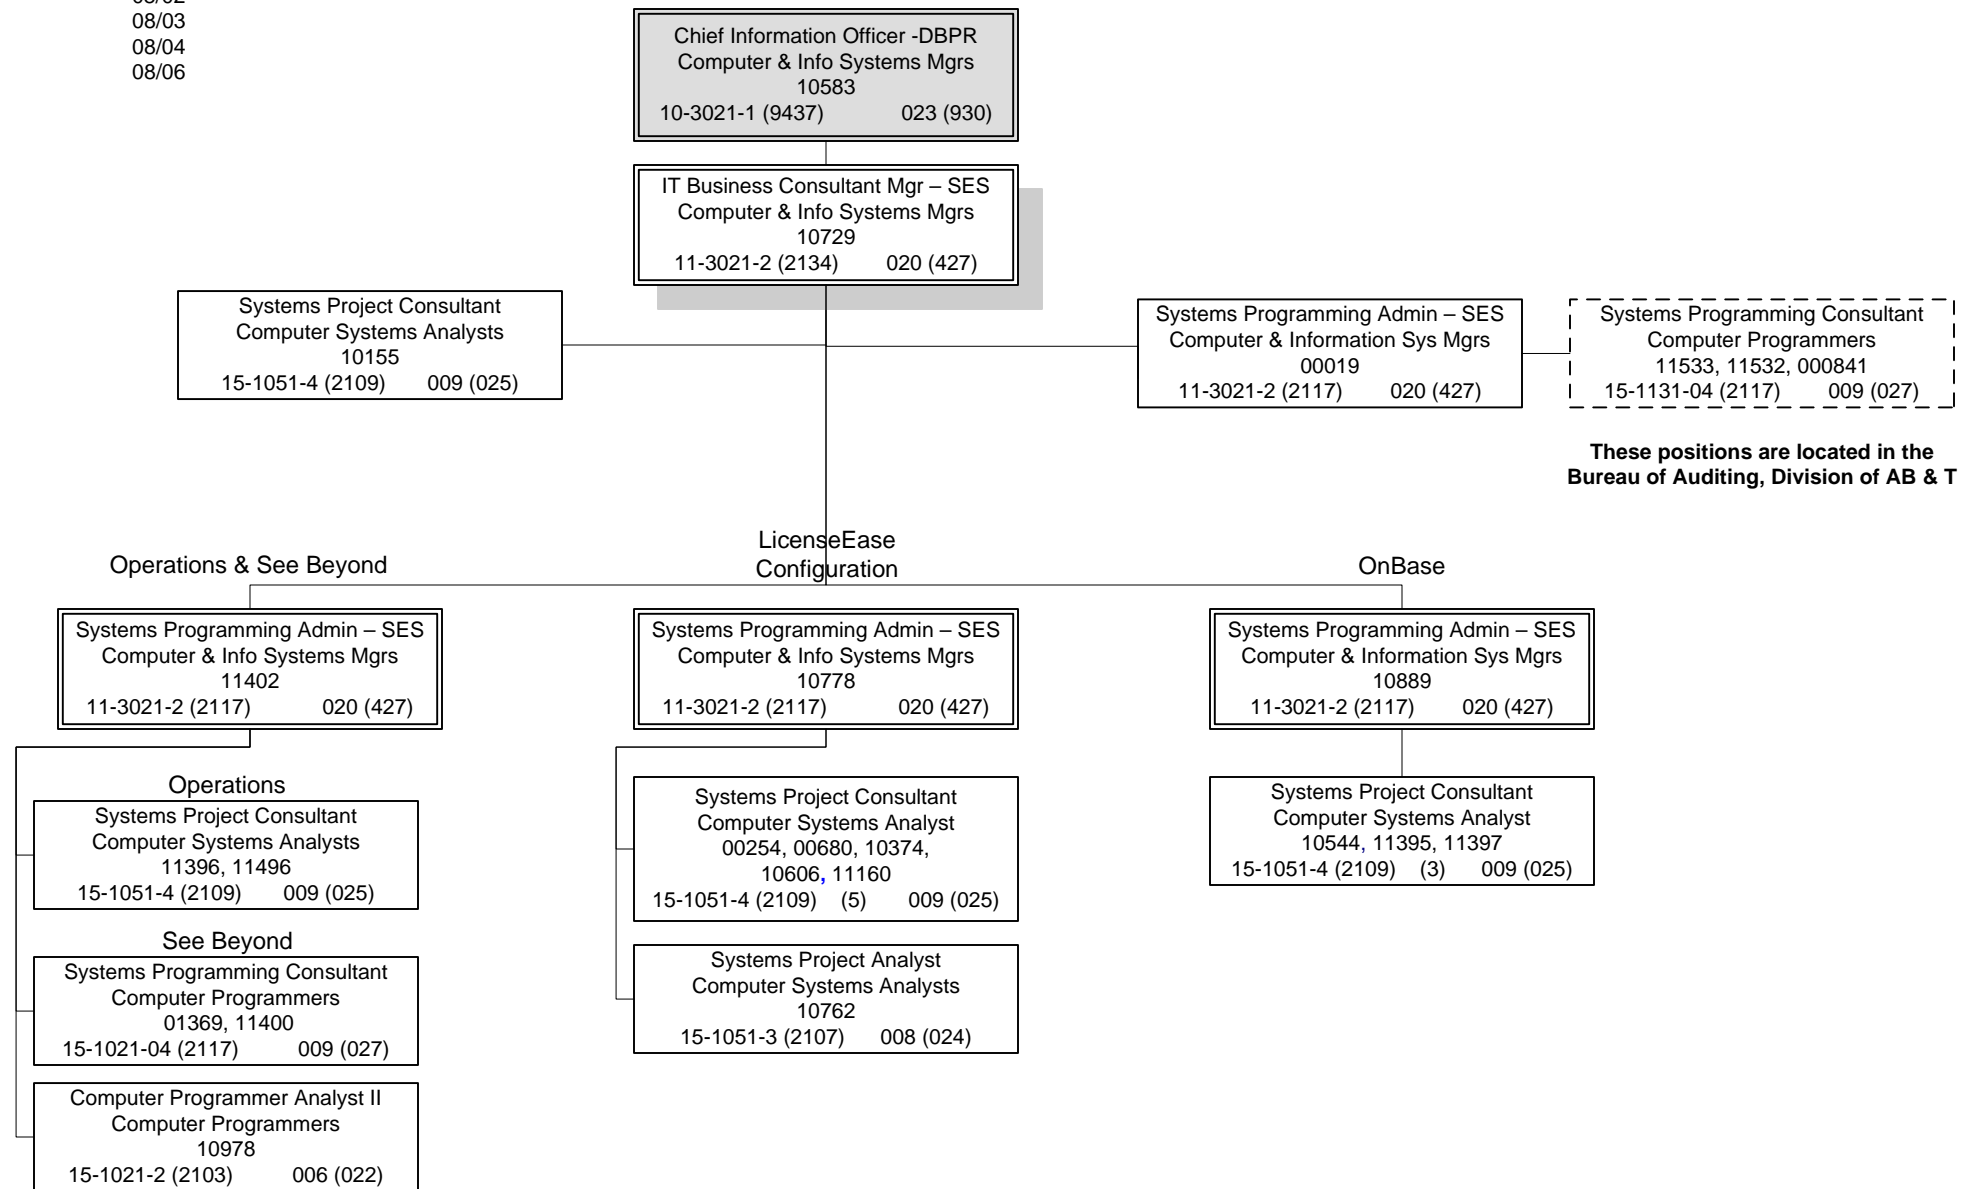 08/03
08/04
08/06
Chief Information Officer -DBPR
Computer & Info Systems Mgrs
10583
10-3021-1 (9437) 023 (930)
IT Business Consultant Mgr – SES
Computer & Info Systems Mgrs
10729
11-3021-2 (2134) 020 (427)
Systems Project Consultant
Computer Systems Analysts
10155
15-1051-4 (2109) 009 (025)
Systems Programming Admin – SES
Computer & Information Sys Mgrs
00019
11-3021-2 (2117) 020 (427)
Systems Programming Consultant
Computer Programmers
11533, 11532, 000841
15-1131-04 (2117) 009 (027)
These positions are located in the
Bureau of Auditing, Division of AB & T
Operations & See Beyond
LicenseEase
Configuration
OnBase
Systems Programming Admin – SES
Computer & Info Systems Mgrs
11402
11-3021-2 (2117) 020 (427)
Systems Programming Admin – SES
Computer & Info Systems Mgrs
10778
11-3021-2 (2117) 020 (427)
Systems Programming Admin – SES
Computer & Information Sys Mgrs
10889
11-3021-2 (2117) 020 (427)
Operations
Systems Project Consultant
Computer Systems Analysts
11396, 11496
15-1051-4 (2109) 009 (025)
See Beyond
Systems Programming Consultant
Computer Programmers
01369, 11400
15-1021-04 (2117) 009 (027)
Computer Programmer Analyst II
Computer Programmers
10978
15-1021-2 (2103) 006 (022)
Systems Project Consultant
Computer Systems Analyst
00254, 00680, 10374,
10606, 11160
15-1051-4 (2109) (5) 009 (025)
Systems Project Analyst
Computer Systems Analysts
10762
15-1051-3 (2107) 008 (024)
Systems Project Consultant
Computer Systems Analyst
10544, 11395, 11397
15-1051-4 (2109) (3) 009 (025)